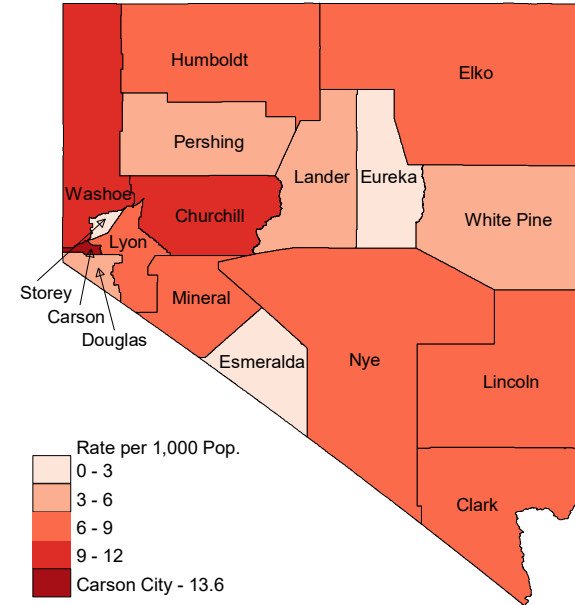 Humboldt
Elko
Pershing
Lander
Eureka
Washoe
Churchill
White Pine
Lyon
Storey
Carson
Douglas
Mineral
Esmeralda
Nye
Lincoln
Clark
Rate per 1,000 Pop.
0 - 3
3 - 6
6 - 9
9 - 12
Carson City - 13.6